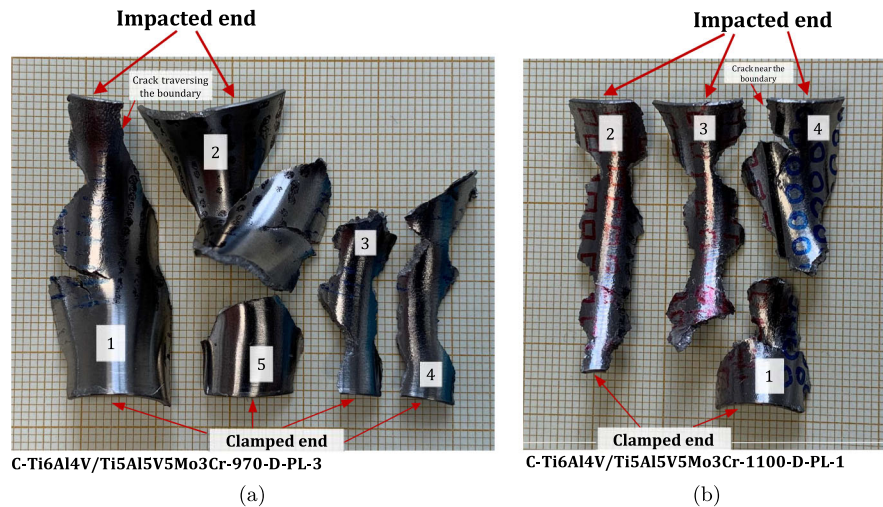 Impacted end
Crack traversing
the boundary
1
2
3
4
5
Clamped end
C-Ti6Al4V/Ti5Al5V5Mo3Cr-970-D-PL-3
(a)
Impacted end
Crack near the
boundary
2
3
4
1
Clamped end
C-Ti6Al4V/Ti5Al5V5Mo3Cr-1100-D-PL-1
(b)